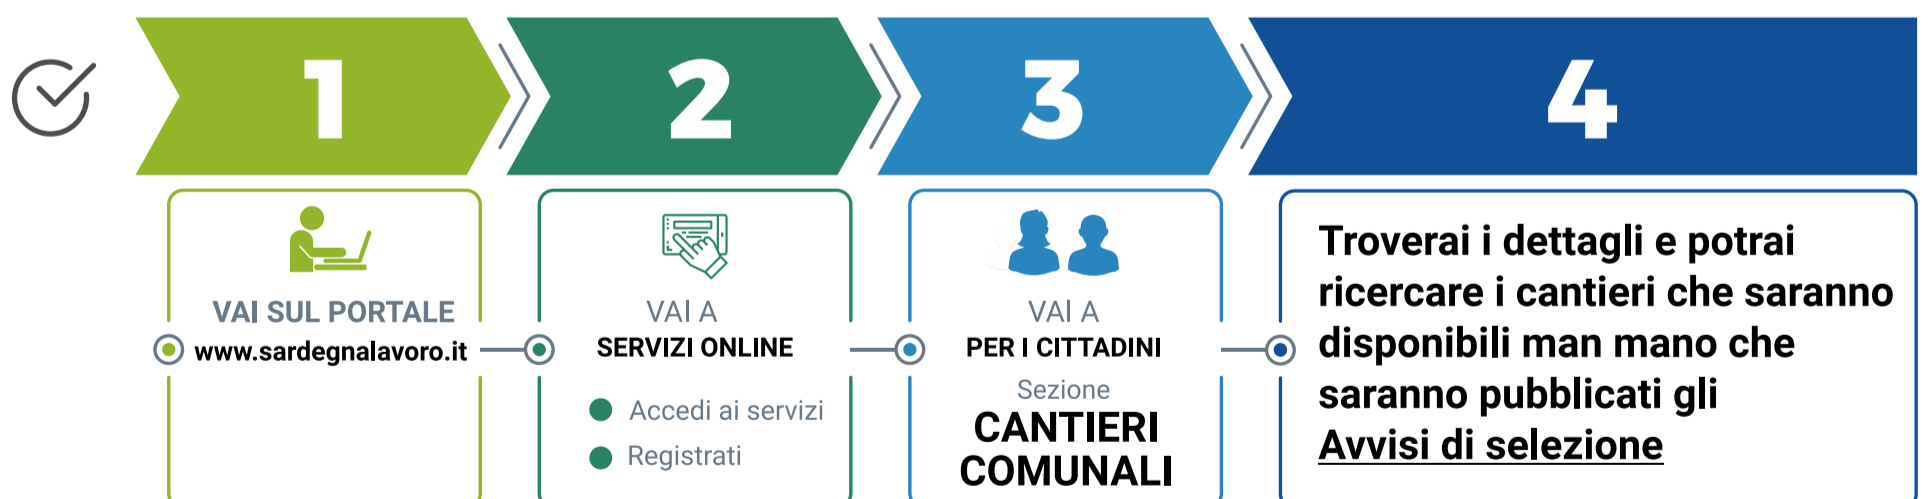 1
2
3
4
VAI SUL PORTALE
www.sardegnalavoro.it
VAI A
SERVIZI ONLINE
Accedi ai servizi
Registrati
VAI A
PER I CITTADINI
Sezione
CANTIERI
COMUNALI
Troverai i dettagli e potrai
ricercare i cantieri che saranno
disponibili man mano che
saranno pubblicati gli
Avvisi di selezione